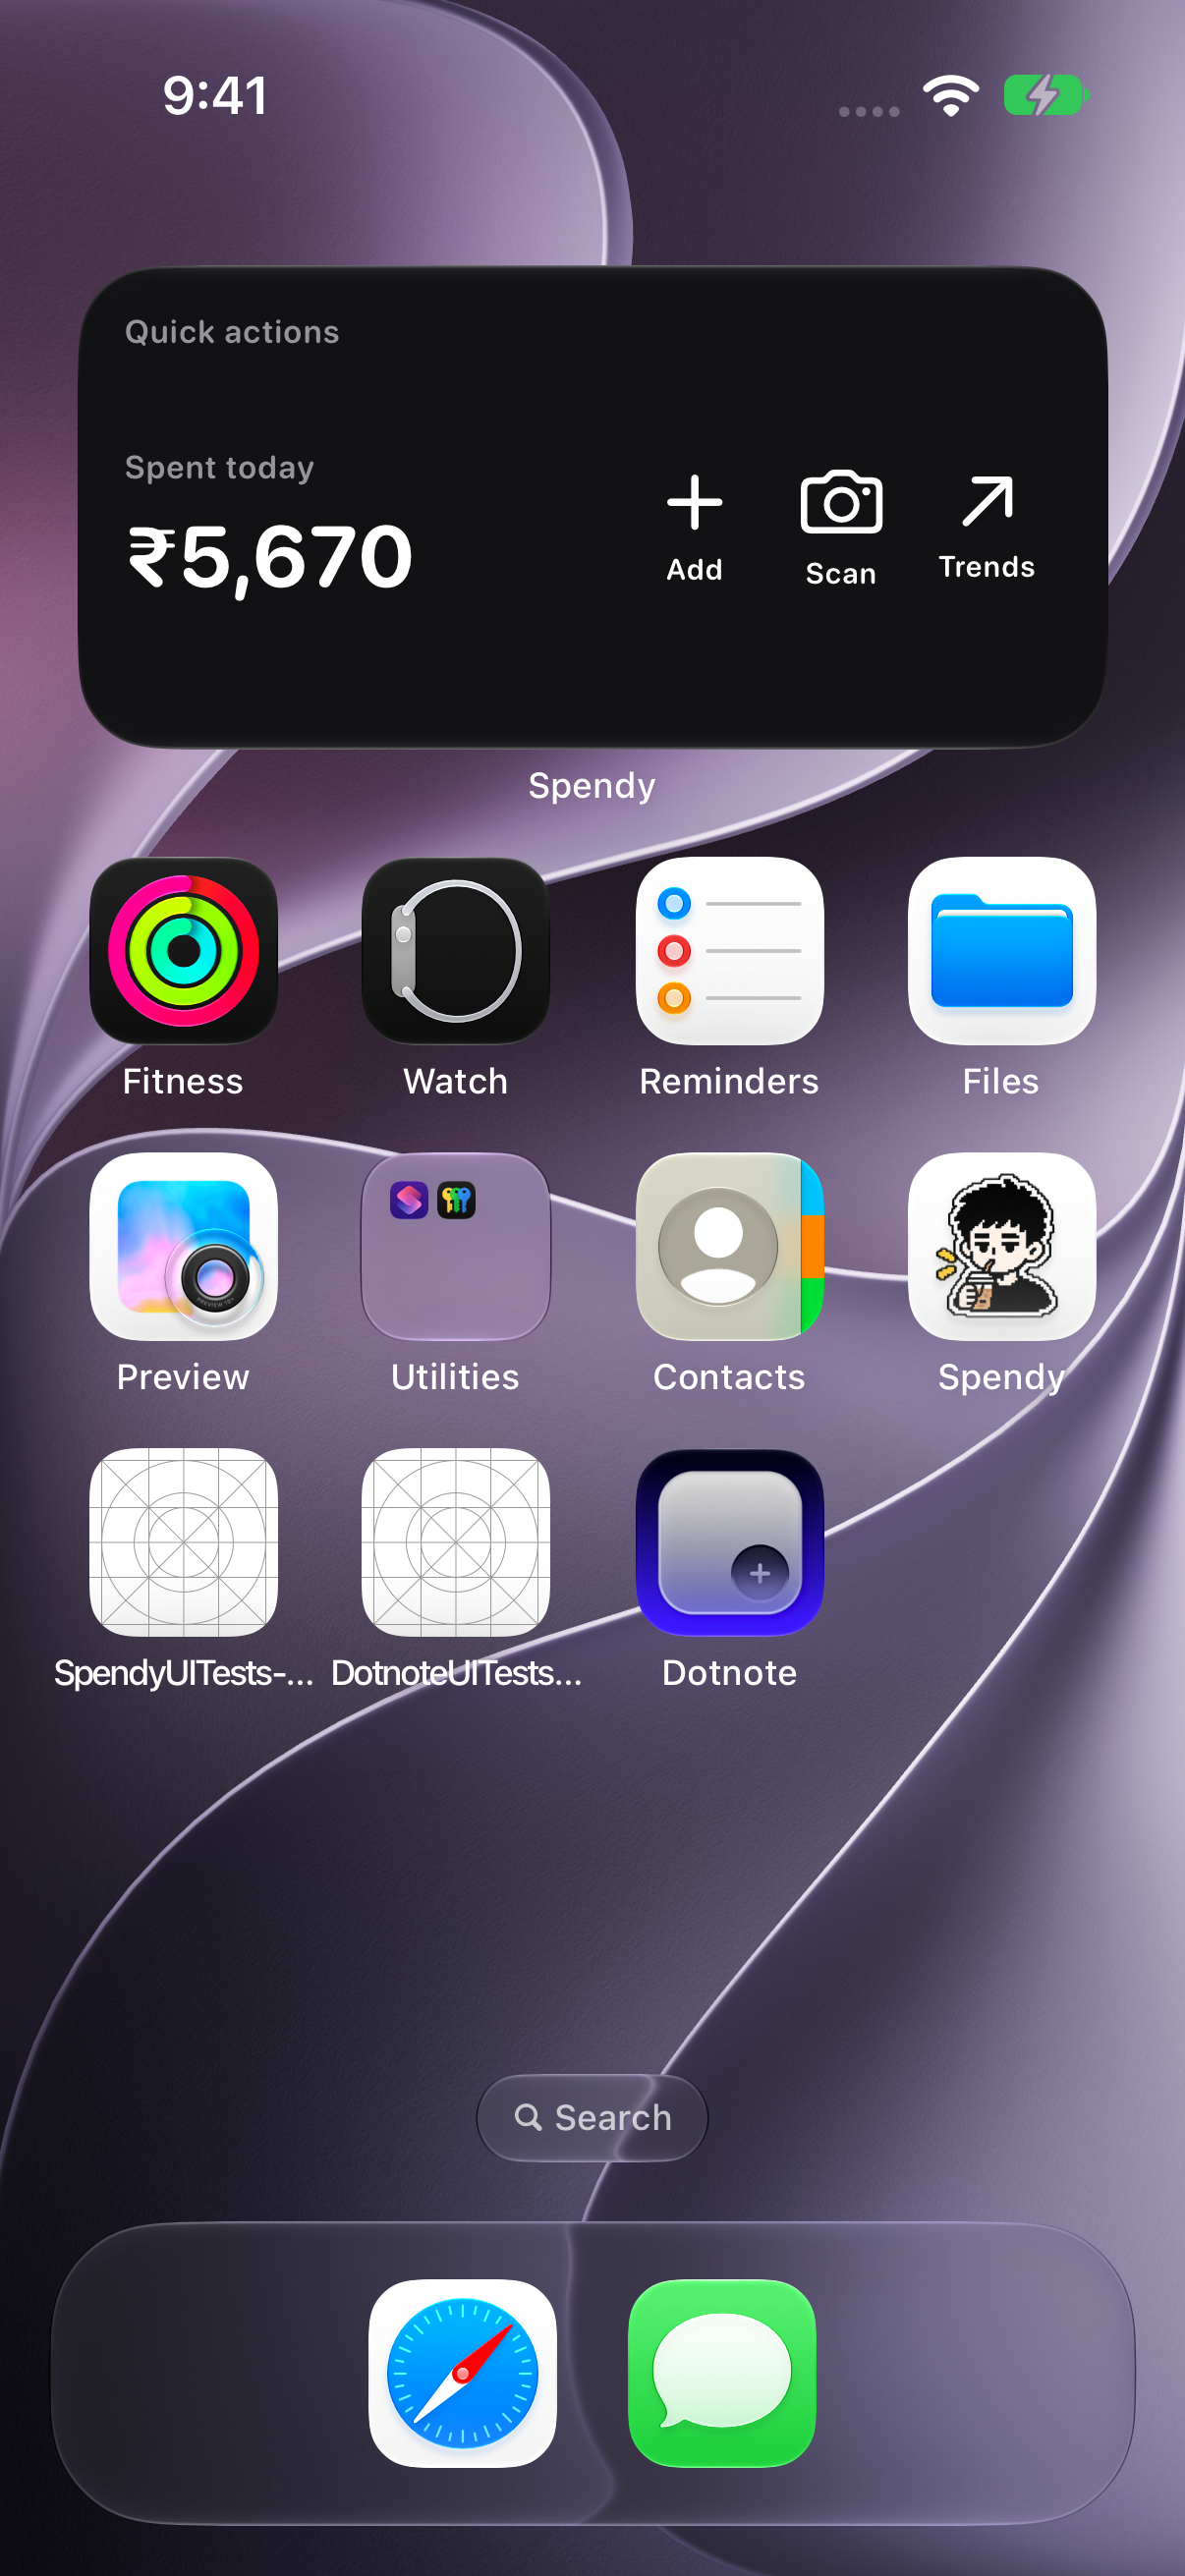 9:41
Quick actions
Spent today
₹5,670
Add
Scan
Trends
Spendy
Fitness
Watch
Reminders
Files
Preview
Utilities
Contacts
Spendy
SpendyUITests-...
DotnoteUITests...
Dotnote
Search